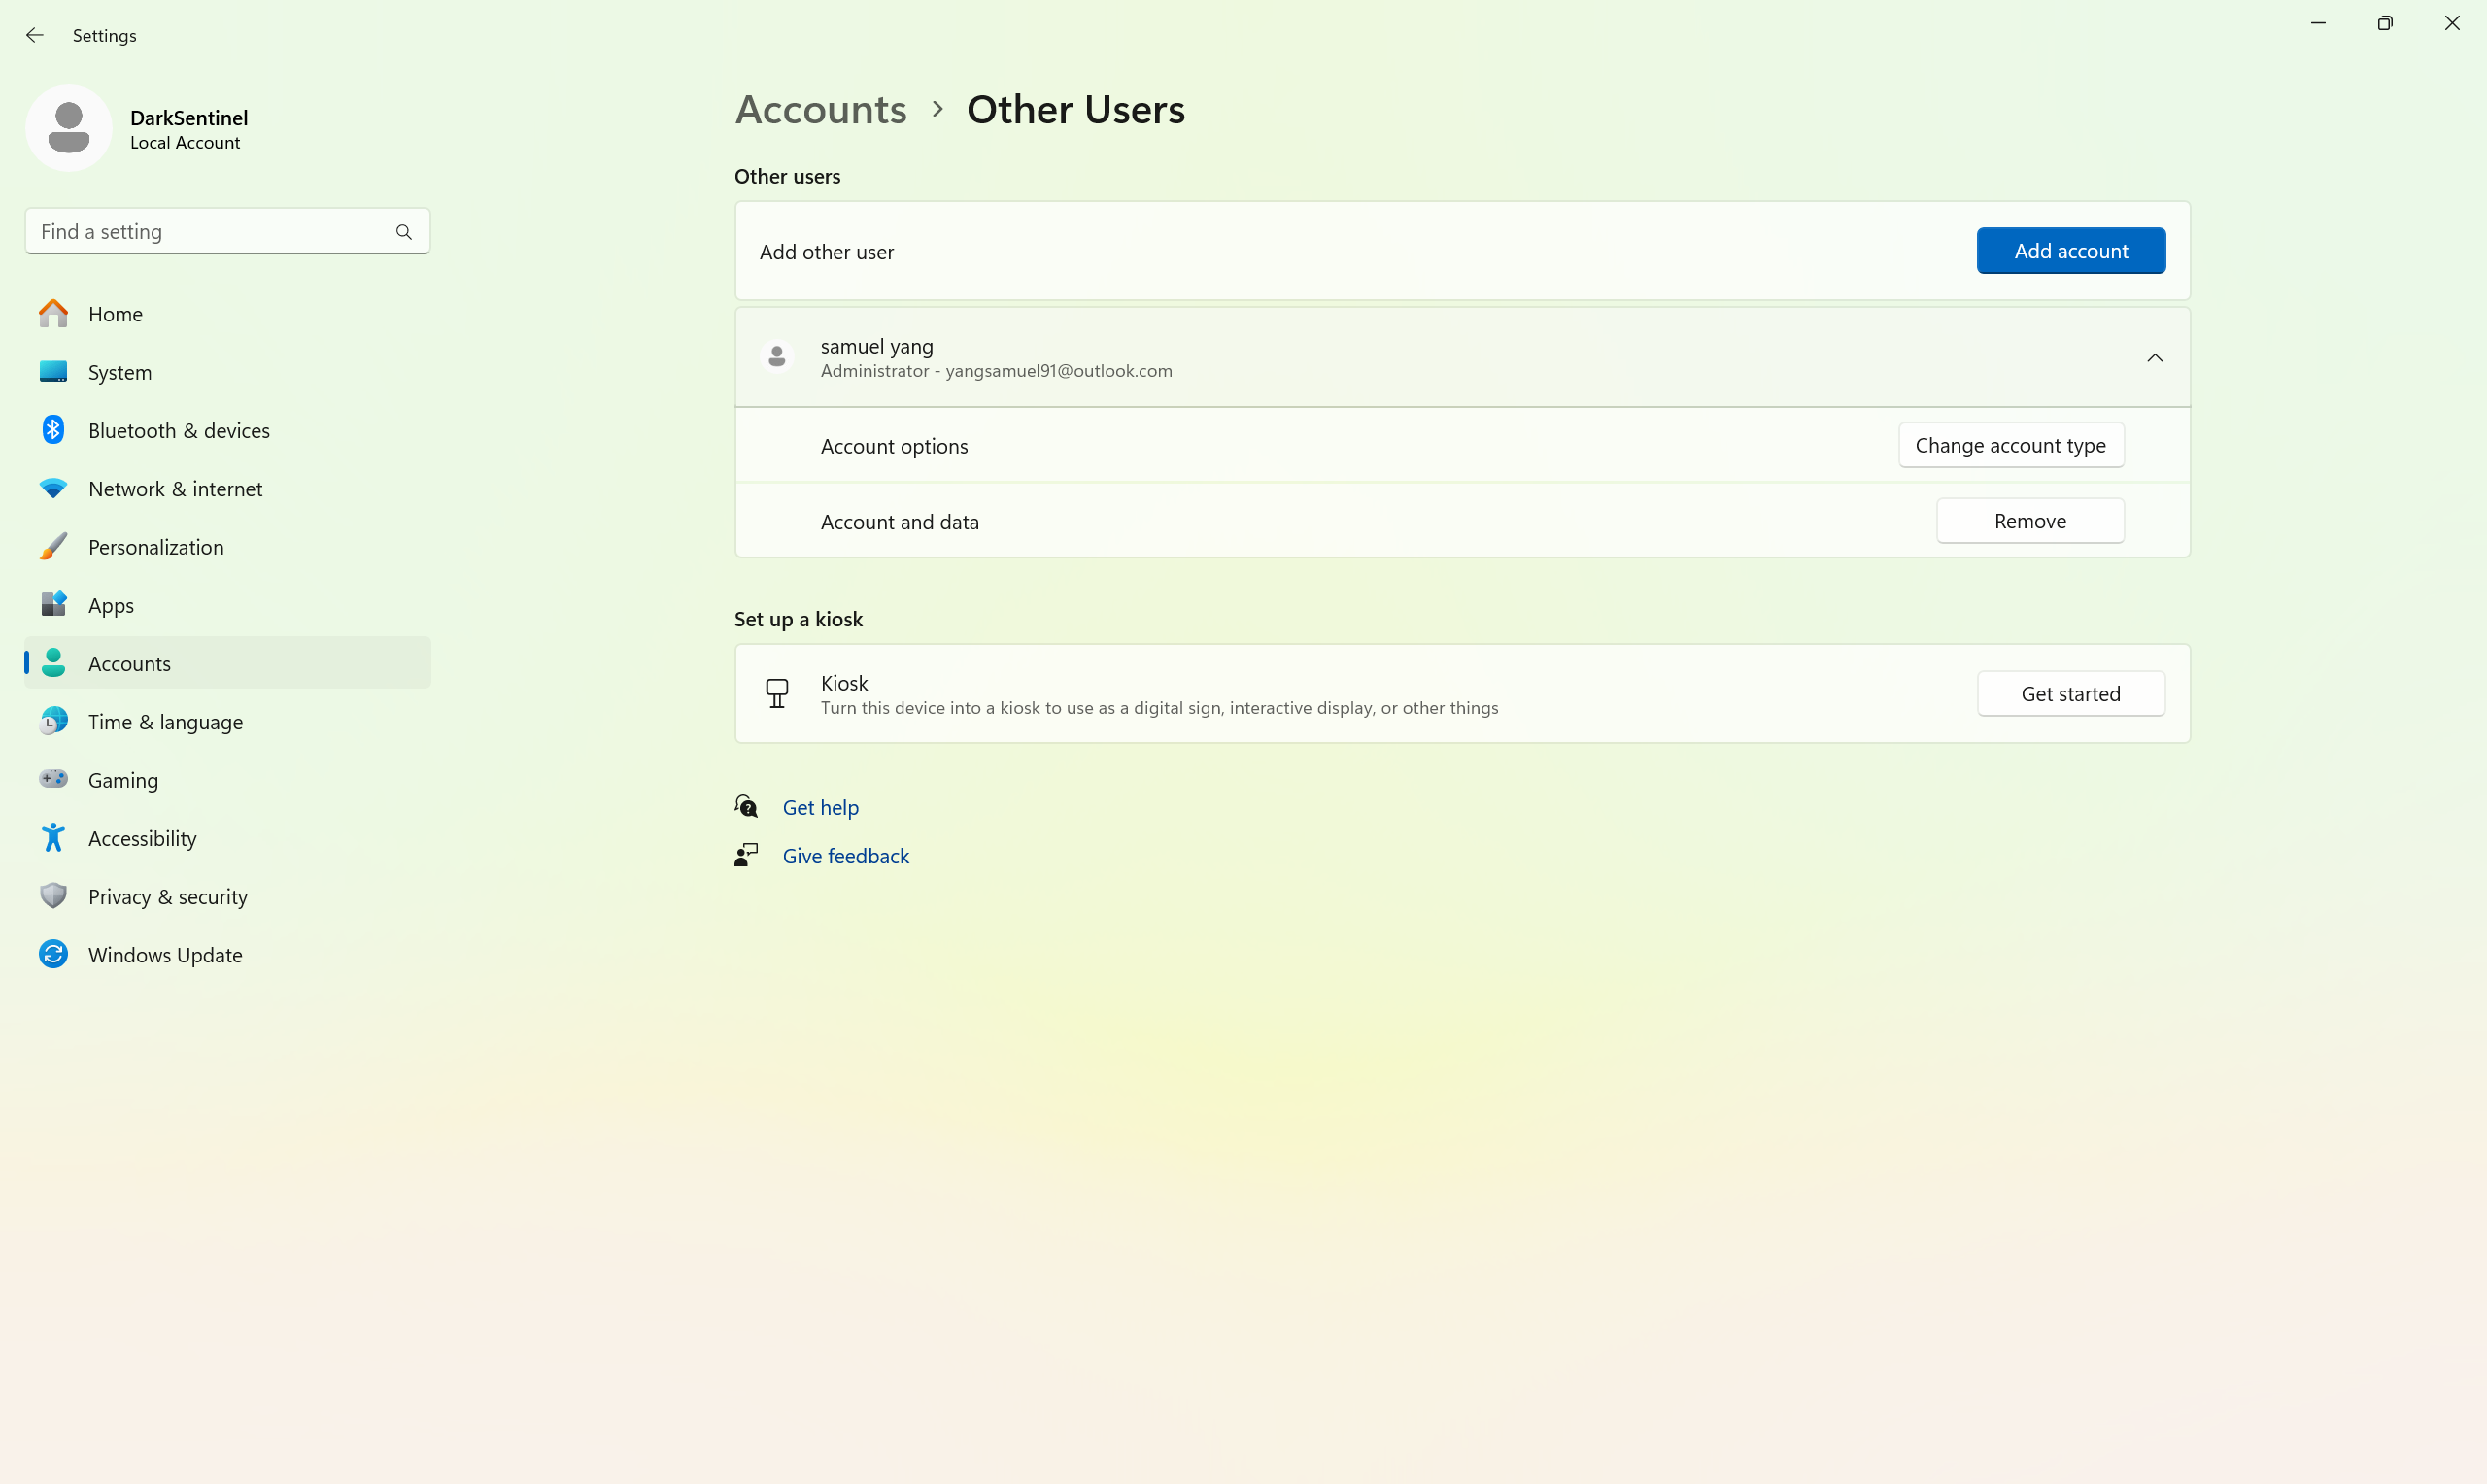 Settings
DarkSentinel
Local Account
Find a setting
Home
System
Bluetooth & devices
Network & internet
Personalization
Apps
Accounts
Time & language
Gaming
Accessibility
Privacy & security
Windows Update
Accounts > Other Users
Other users
Add other user
Add account
samuel yang
Administrator - yangsamuel91@outlook.com
Account options
Change account type
Account and data
Remove
Set up a kiosk
Kiosk
Turn this device into a kiosk to use as a digital sign, interactive display, or other things
Get started
Get help
Give feedback